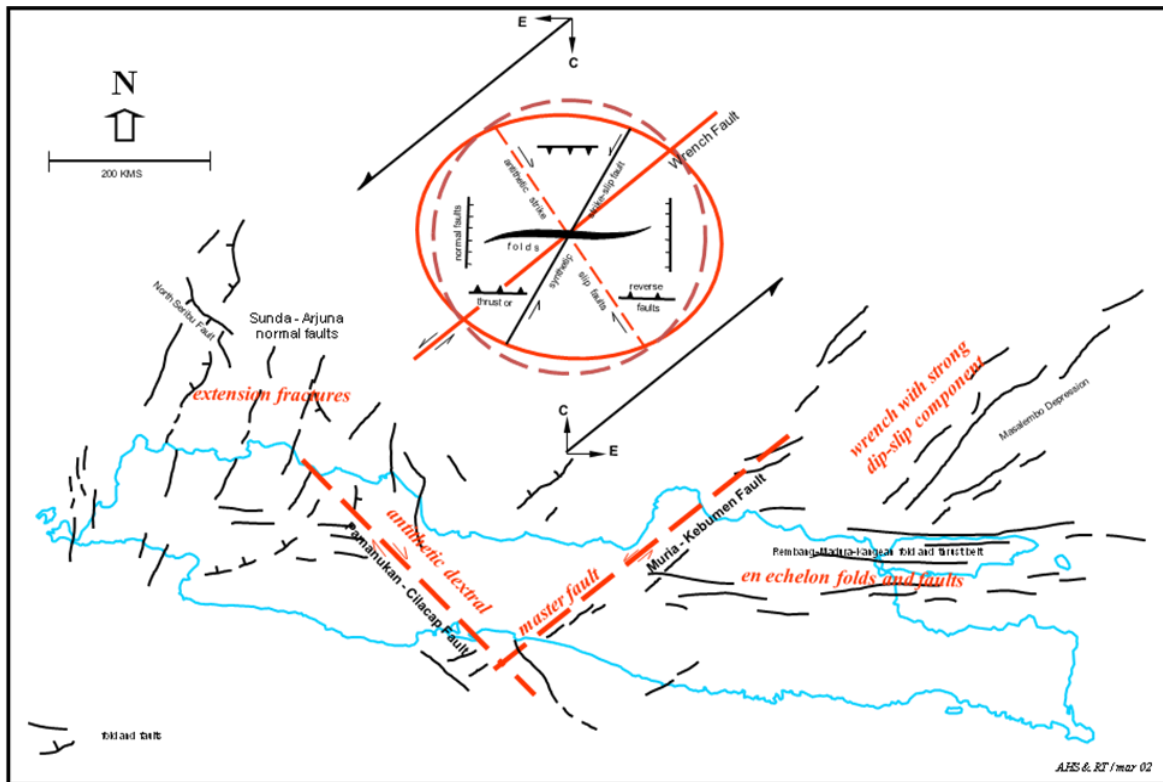 E
C
N
200 KMS
Wrench Fault
antithetic strike
strike-slip fault
normal faults
folds
synthetic
slip faults
thrust or
reverse
faults
North Seribu Fault
Sunda - Arjuna
normal faults
extension fractures
C
E
wrench with strong
dip-slip component
Masalembo Depression
antithetic dextral
Pamanukan - Cilacap Fault
master fault
Muria - Kebumen Fault
Rembang-Madura-Kangean fold and thrust belt
en echelon folds and faults
fold and faults
AHS & RT / mar 02